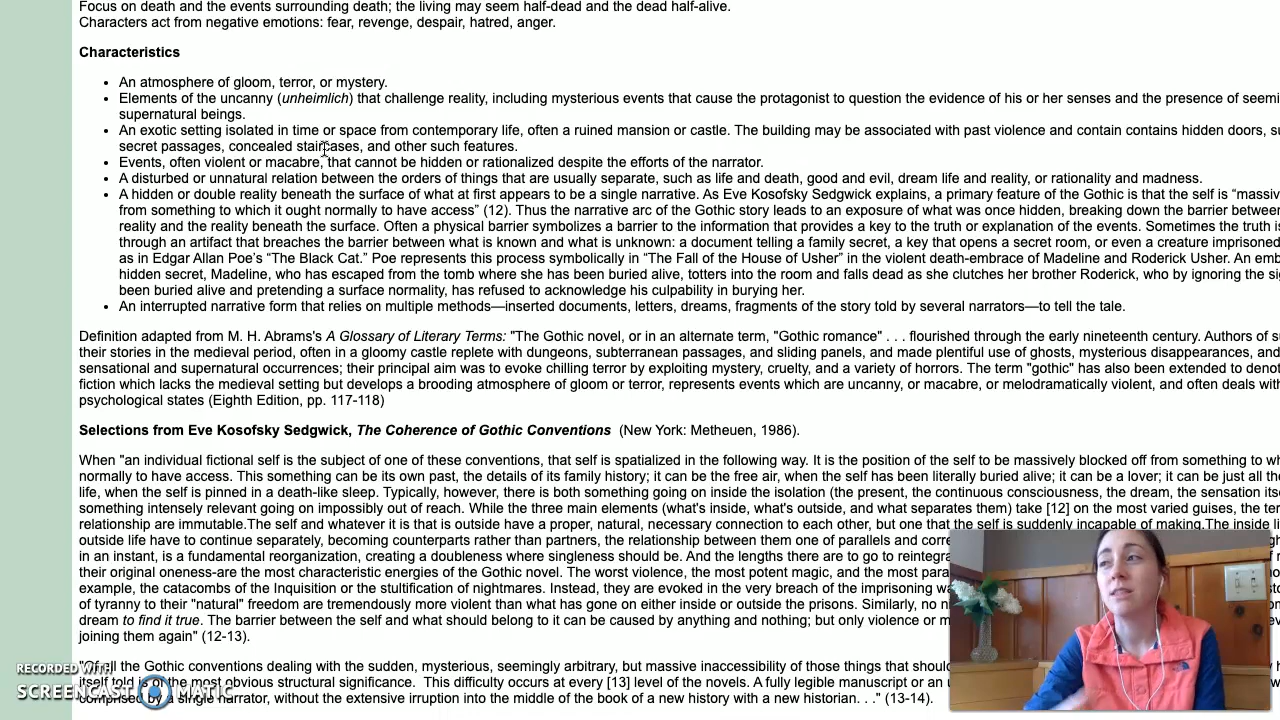 Focus on death and the events surrounding death; the living may seem half-dead and the dead half-alive.
Characters act from negative emotions: fear, revenge, despair, hatred, anger.
Characteristics
• An atmosphere of gloom, terror, or mystery.
• Elements of the uncanny (unheimlich) that challenge reality, including mysterious events that cause the protagonist to question the evidence of his or her senses and the presence of
supernatural beings.
• An exotic setting isolated in time or space from contemporary life, often a ruined mansion or castle. The building may be associated with past violence and contain contains hidden doors,
secret passages, concealed staircases, and other such features.
• Events, often violent or macabre, that cannot be hidden or rationalized despite the efforts of the narrator.
• A disturbed or unnatural relation between the orders of things that are usually separate, such as life and death, good and evil, dream life and reality, or rationality and madness.
• A hidden or double reality beneath the surface of what at first appears to be a single narrative. As Eve Kosofsky Sedgwick explains, a primary feature of the Gothic is that the self is “massiv
from something to which it ought normally to have access” (12). Thus the narrative arc of the Gothic story leads to an exposure of what was once hidden, breaking down the barrier between
reality and the reality beneath the surface. Often a physical barrier symbolizes a barrier to the information that provides a key to the truth or explanation of the events. Sometimes the truth is
through an artifact that breaches the barrier between what is known and what is unknown: a document telling a family secret, a key that opens a secret room, or even a creature imprisoned
as in Edgar Allan Poe's “The Black Cat.” Poe represents this process symbolically in “The Fall of the House of Usher” in the violent death-embrace of Madeline and Roderick Usher. An emb
hidden secret, Madeline, who has escaped from the tomb where she has been buried alive, totters into the room and falls dead as she clutches her brother Roderick, who by ignoring the sig
been buried alive and pretending a surface normality, has refused to acknowledge his culpability in burying her.
• An interrupted narrative form that relies on multiple methods—inserted documents, letters, dreams, fragments of the story told by several narrators—to tell the tale.
Definition adapted from M. H. Abrams's A Glossary of Literary Terms: "The Gothic novel, or in an alternate term, "Gothic romance" . . . flourished through the early nineteenth century. Authors of
their stories in the medieval period, often in a gloomy castle replete with dungeons, subterranean passages, and sliding panels, and made plentiful use of ghosts, mysterious disappearances, and
sensational and supernatural occurrences; their principal aim was to evoke chilling terror by exploiting mystery, cruelty, and a variety of horrors. The term "gothic" has also been extended to
fiction which lacks the medieval setting but develops a brooding atmosphere of gloom or terror, represents events which are uncanny, or macabre, or melodramatically violent, and often deals with
psychological states (Eighth Edition, pp. 117-118)
Selections from Eve Kosofsky Sedgwick, The Coherence of Gothic Conventions (New York: Metheuen, 1986).
When "an individual fictional self is the subject of one of these conventions, that self is spatialized in the following way. It is the position of the self to be massively blocked off from something to
normally to have access. This something can be its own past, the details of its family history; it can be the free air, when the self has been literally buried alive; it can be a lover; it can be just all the
life, when the self is pinned in a death-like sleep. Typically, however, there is both something going on inside the isolation (the present, the continuous consciousness, the dream, the sensation
something intensely relevant going on impossibly out of reach. While the three main elements (what's inside, what's outside, and what separates them) take [12] on the most varied guises, the
relationship are immutable.The self and whatever it is that is outside have a proper, natural, necessary connection to each other, but one that the self is suddenly incapable of making.The inside
outside life have to continue separately, becoming counterparts rather than partners, the relationship between them one of parallels and
in an instant, is a fundamental reorganization, creating a doubleness where singleness should be. And the lengths there are to go to
their original oneness-are the most characteristic energies of the Gothic novel. The worst violence, the most potent magic, and the most
example, the catacombs of the Inquisition or the stultification of nightmares. Instead, they are evoked in the very breach of the imprisoning
of tyranny to their "natural" freedom are tremendously more violent than what has gone on either inside or outside the prisons. Similarly, no
dream to find it true. The barrier between the self and what should belong to it can be caused by anything and nothing; but only violence or
joining them again" (12-13).
all the Gothic conventions dealing with the sudden, mysterious, seemingly arbitrary, but massive inaccessibility of those things that
itself told is of the most obvious structural significance. This difficulty occurs at every [13] level of the novels. A fully legible manuscript or an
comprised by a single narrator, without the extensive irruption into the middle of the book of a new history with a new historian. . ." (13-14).
RECORDED WITH
SCREENCAST MATIC